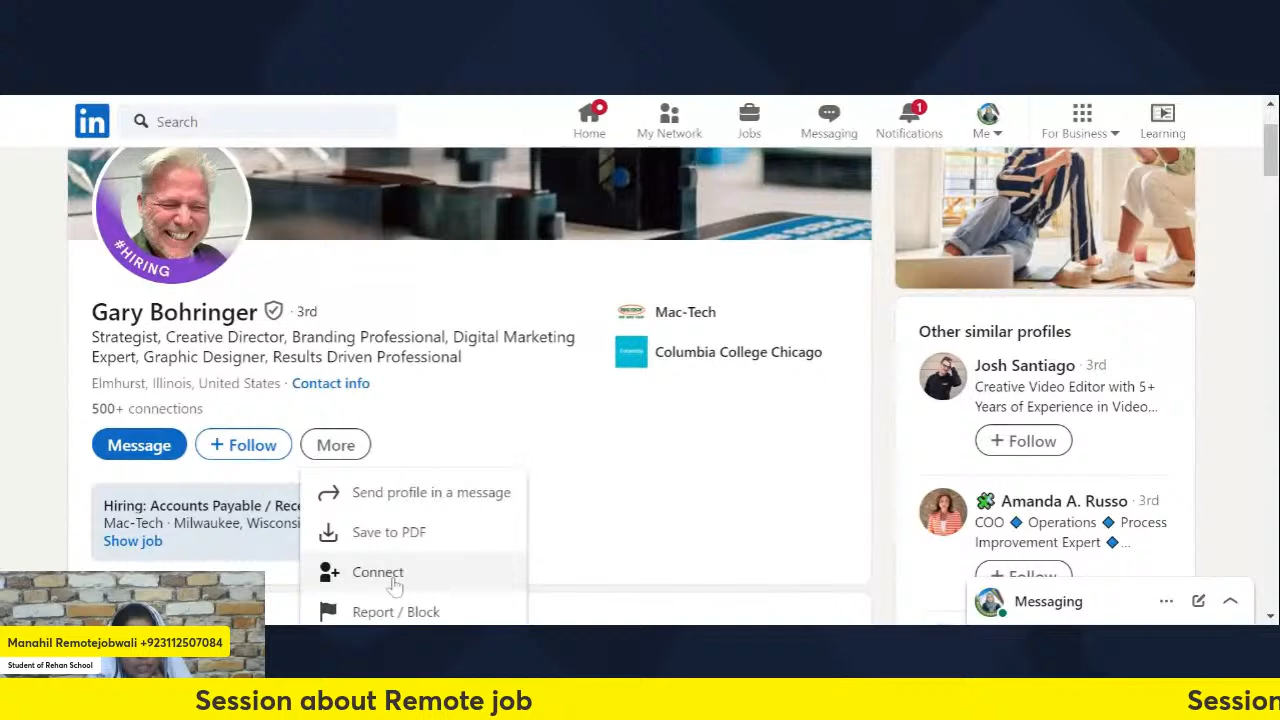 in
Search
Home
My Network
Jobs
Messaging
1
Notifications
Me
For Business
Learning
#HIRING
Gary Bohringer · 3rd
Strategist, Creative Director, Branding Professional, Digital Marketing
Expert, Graphic Designer, Results Driven Professional
Elmhurst, Illinois, United States · Contact info
500+ connections
Message
+ Follow
More
Mac-Tech
Columbia College Chicago
Send profile in a message
Save to PDF
Connect
Report / Block
Hiring: Accounts Payable / Rece
Mac-Tech · Milwaukee, Wisconsi
Show job
Other similar profiles
Josh Santiago · 3rd
Creative Video Editor with 5+
Years of Experience in Video...
+ Follow
Amanda A. Russo · 3rd
COO 🔷 Operations 🔷 Process
Improvement Expert 🔷...
+ Follow
Messaging
Manahil Remotejobwali +923112507084
Student of Rehan School
Session about Remote job
Session